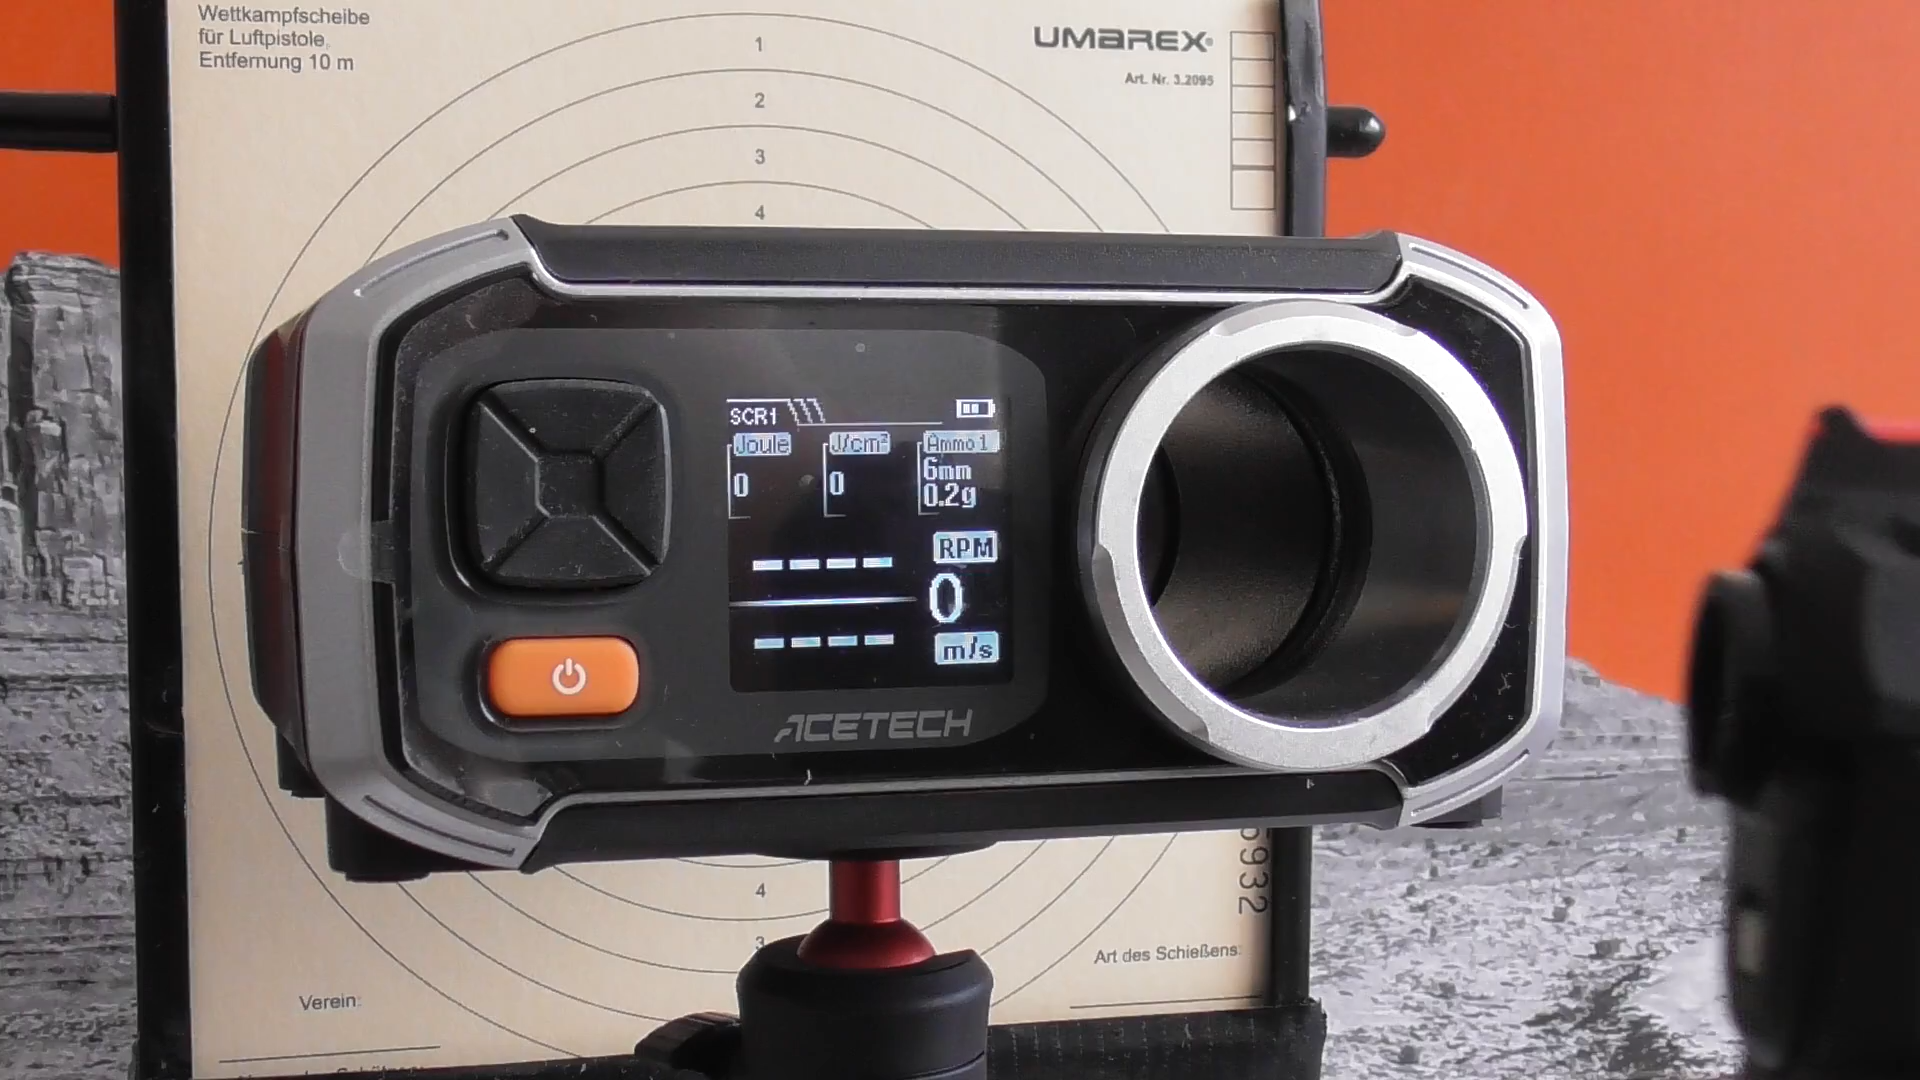 Wettkampfscheibe
für Luftpistole
Entfernung 10 m
UMAREX®
Art. Nr. 3.2095
1
2
3
4
SCR1
Joule
J/cm²
Ammo 1
0
0
6mm
0.2g
RPM
0
m/s
ACETECH
4
3
6932
Art des Schießens:
Verein: